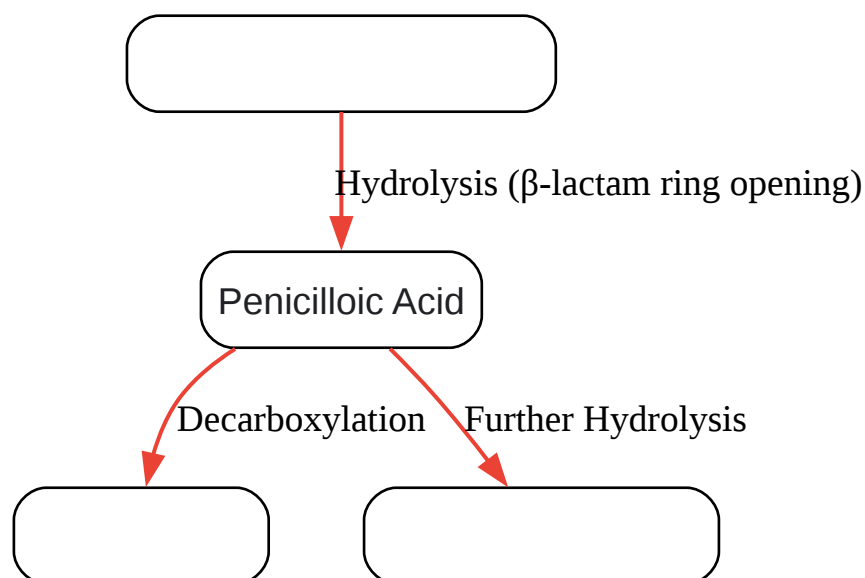 Hydrolysis (β-lactam ring opening)
Penicilloic Acid
Decarboxylation
Further Hydrolysis